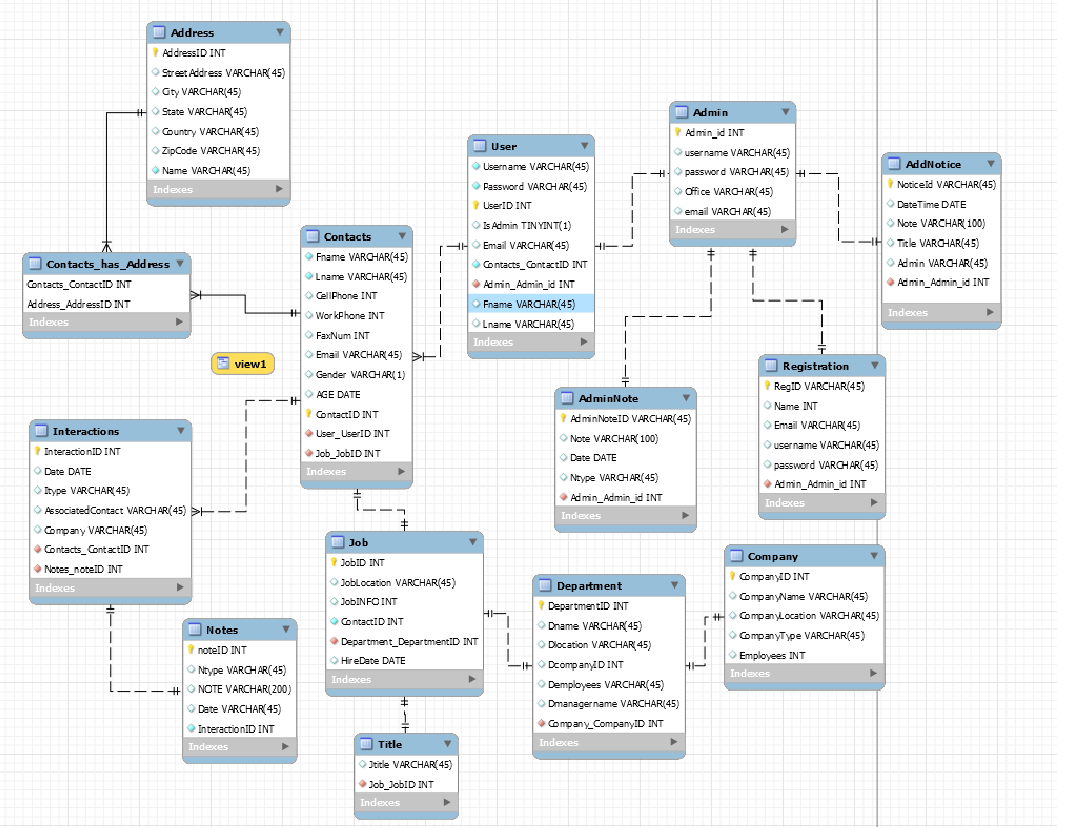 Address
AddressID INT
StreetAddress VARCHAR(45)
City VARCHAR(45)
State VARCHAR(45)
Country VARCHAR(45)
ZipCode VARCHAR(45)
Name VARCHAR(45)
Indexes
Contacts_has_Address
Contacts_ContactID INT
Address_AddressID INT
Indexes
view1
Contacts
Fname VARCHAR(45)
Lname VARCHAR(45)
CellPhone INT
WorkPhone INT
FaxNum INT
Email VARCHAR(45)
Gender VARCHAR(1)
AGE DATE
ContactID INT
User_UserID INT
Job_JobID INT
Indexes
User
Username VARCHAR(45)
Password VARCHAR(45)
UserID INT
IsAdmin TINYINT(1)
Email VARCHAR(45)
Contacts_ContactID INT
Admin_Admin_id INT
Fname VARCHAR(45)
Lname VARCHAR(45)
Indexes
Admin
Admin_id INT
username VARCHAR(45)
password VARCHAR(45)
Office VARCHAR(45)
email VARCHAR(45)
Indexes
AddNotice
NoticeId VARCHAR(45)
DateTime DATE
Note VARCHAR(100)
Title VARCHAR(45)
Admin VARCHAR(45)
Admin_Admin_id INT
Indexes
AdminNote
AdminNoteID VARCHAR(45)
Note VARCHAR(100)
Date DATE
Ntype VARCHAR(45)
Admin_Admin_id INT
Indexes
Registration
RegID VARCHAR(45)
Name INT
Email VARCHAR(45)
username VARCHAR(45)
password VARCHAR(45)
Admin_Admin_id INT
Indexes
Interactions
InteractionID INT
Date DATE
Itype VARCHAR(45)
AssociatedContact VARCHAR(45)
Company VARCHAR(45)
Contacts_ContactID INT
Notes_noteID INT
Indexes
Notes
noteID INT
Ntype VARCHAR(45)
NOTE VARCHAR(200)
Date VARCHAR(45)
InteractionID INT
Indexes
Job
JobID INT
JobLocation VARCHAR(45)
JobINFO INT
ContactID INT
Department_DepartmentID INT
HireDate DATE
Indexes
Title
Jtitle VARCHAR(45)
Job_JobID INT
Indexes
Department
DepartmentID INT
Dname VARCHAR(45)
Dlocation VARCHAR(45)
DcompanyID INT
Demployees VARCHAR(45)
Dmanagername VARCHAR(45)
Company_CompanyID INT
Indexes
Company
CompanyID INT
CompanyName VARCHAR(45)
CompanyLocation VARCHAR(45)
CompanyType VARCHAR(45)
Employees INT
Indexes